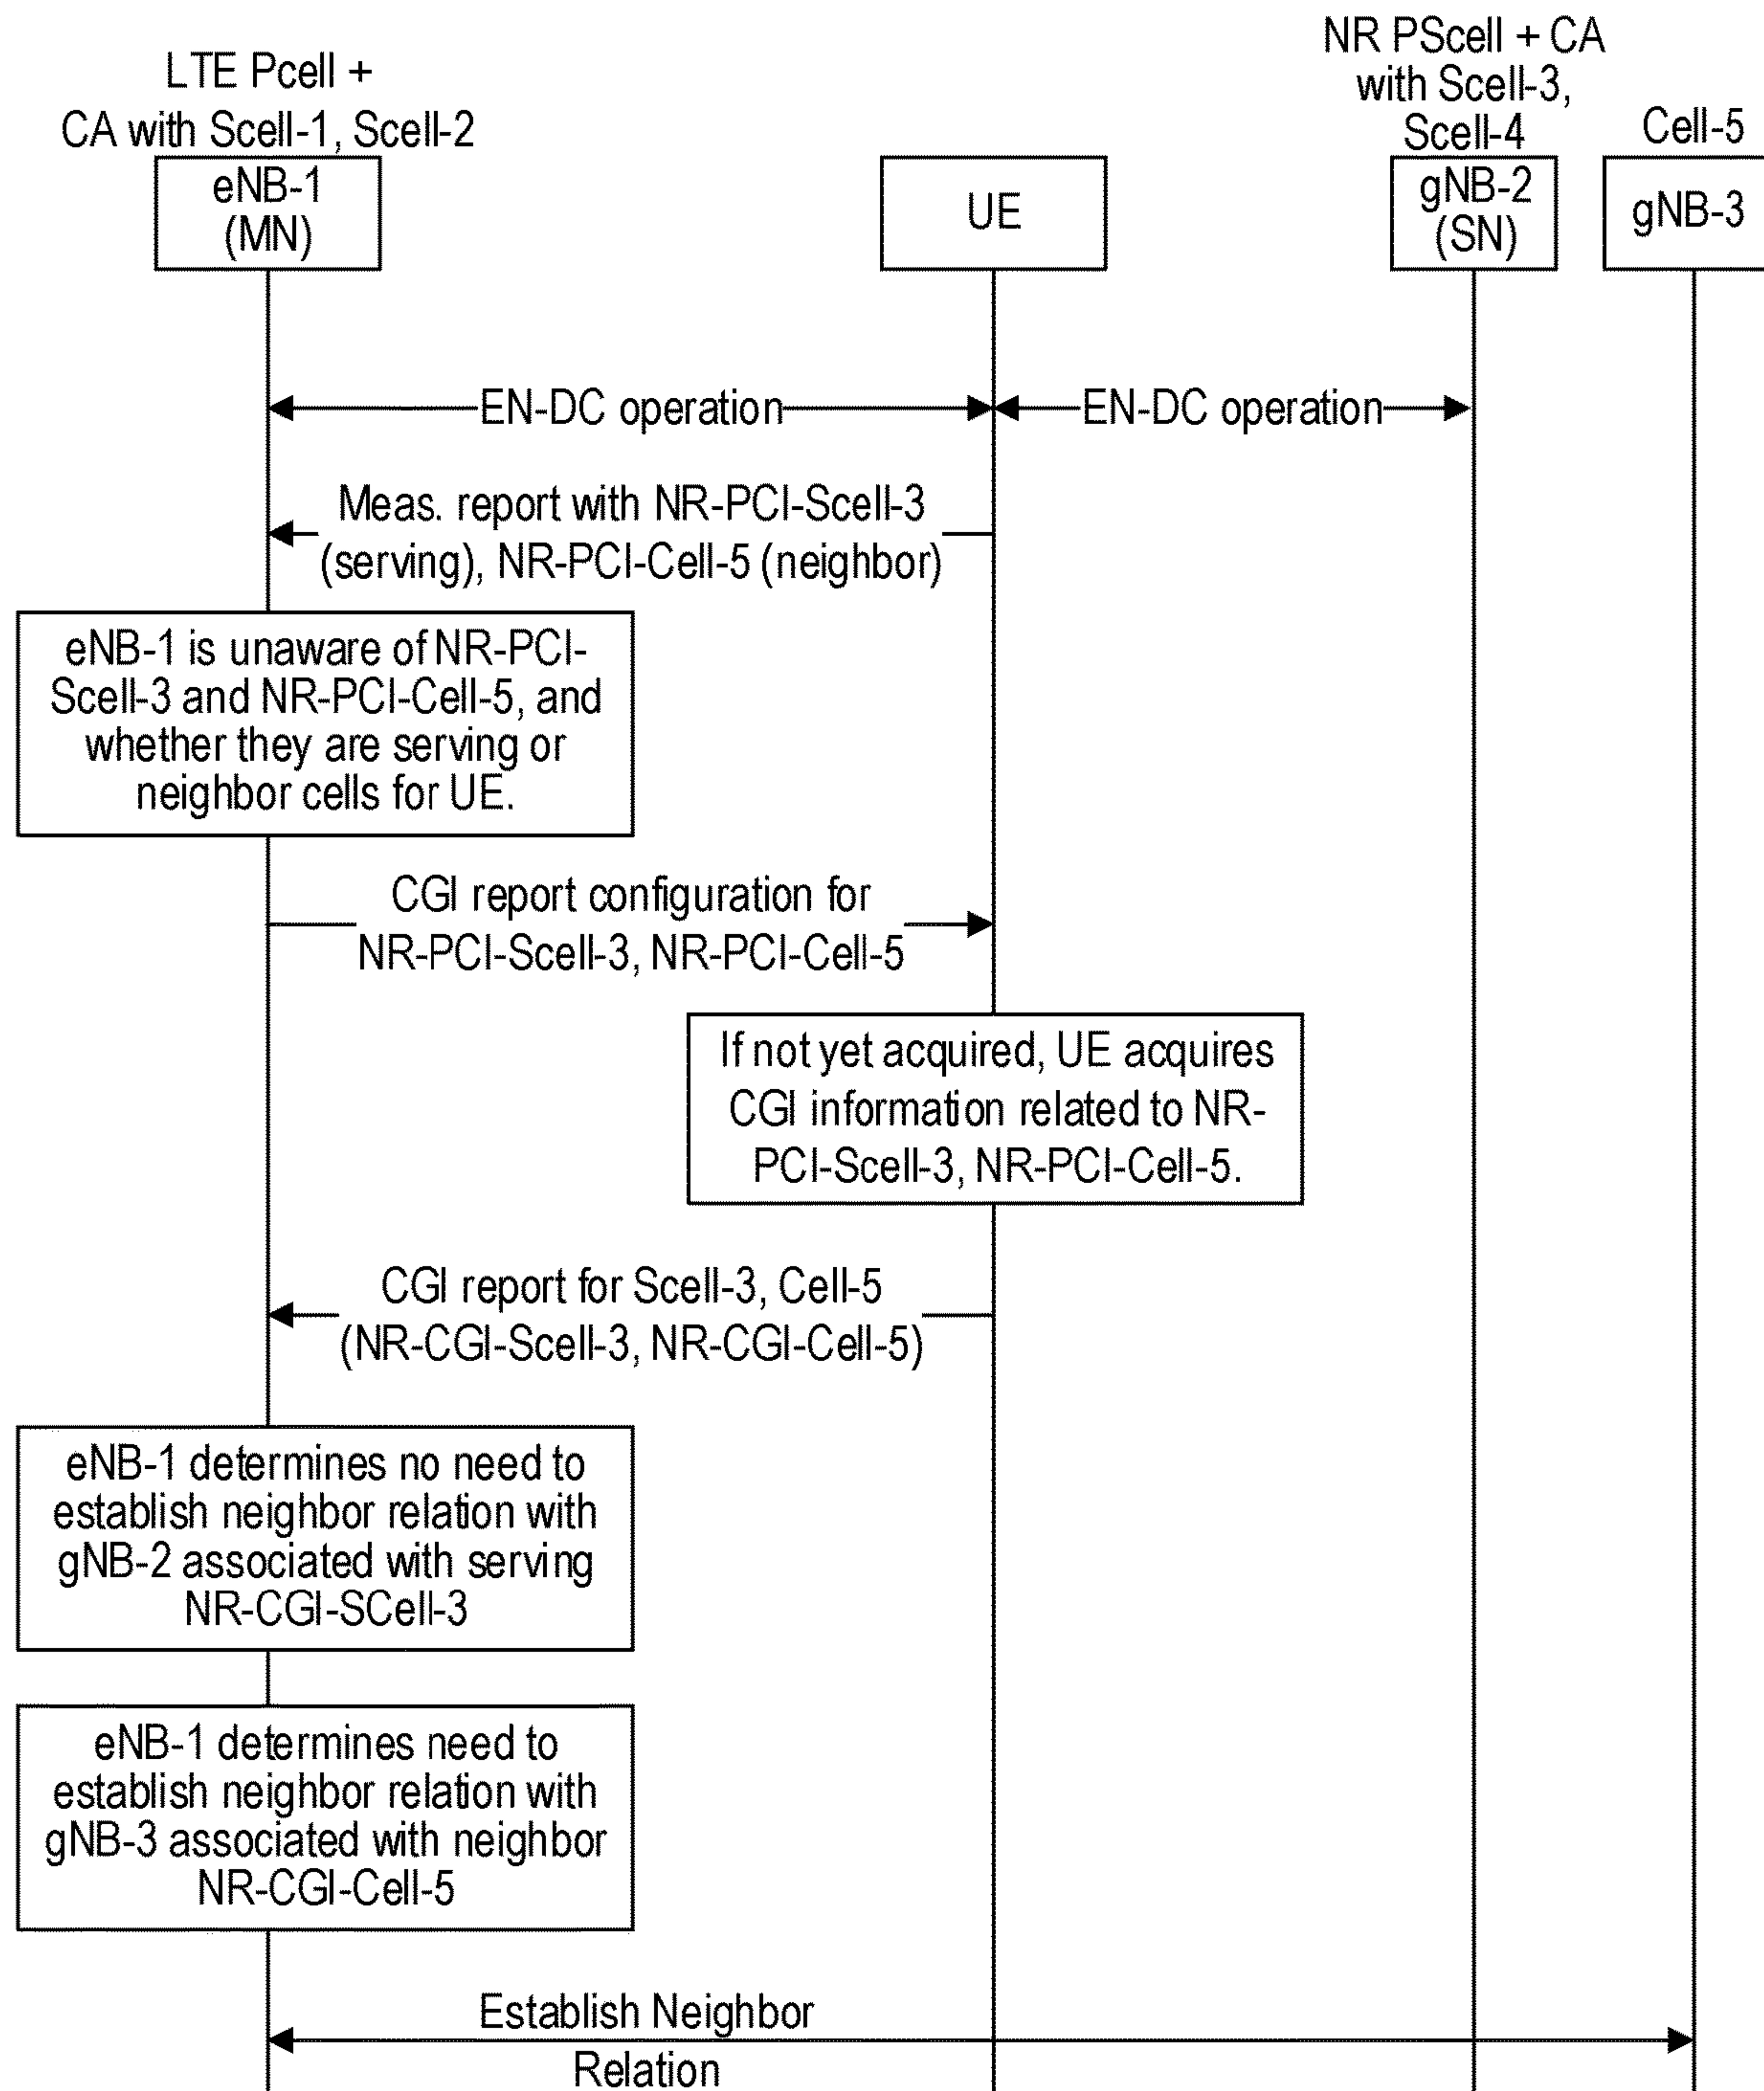 LTE Pcell +
CA with Scell-1, Scell-2
eNB-1
(MN)
UE
NR PScell + CA
with Scell-3,
Scell-4
gNB-2
(SN)
Cell-5
gNB-3
EN-DC operation
EN-DC operation
Meas. report with NR-PCI-Scell-3
(serving), NR-PCI-Cell-5 (neighbor)
eNB-1 is unaware of NR-PCI-
Scell-3 and NR-PCI-Cell-5, and
whether they are serving or
neighbor cells for UE.
CGI report configuration for
NR-PCI-Scell-3, NR-PCI-Cell-5
If not yet acquired, UE acquires
CGI information related to NR-
PCI-Scell-3, NR-PCI-Cell-5.
CGI report for Scell-3, Cell-5
(NR-CGI-Scell-3, NR-CGI-Cell-5)
eNB-1 determines no need to
establish neighbor relation with
gNB-2 associated with serving
NR-CGI-SCell-3
eNB-1 determines need to
establish neighbor relation with
gNB-3 associated with neighbor
NR-CGI-Cell-5
Establish Neighbor
Relation